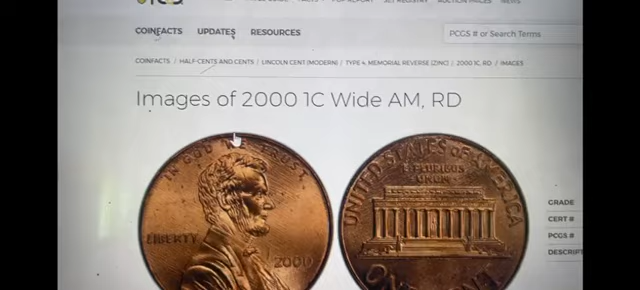 COINFACTS UPDATES RESOURCES
PCGS # or Search Terms
COINFACTS / HALF-CENTS AND CENTS / LINCOLN CENT (MODERN) / TYPE 4, MEMORIAL REVERSE (ZINC) / 2000 1C, RD / IMAGES
Images of 2000 1C Wide AM, RD
IN GOD WE TRUST
LIBERTY
2000
UNITED STATES OF AMERICA
E PLURIBUS
UNUM
ONE CENT
GRADE
CERT #
PCGS #